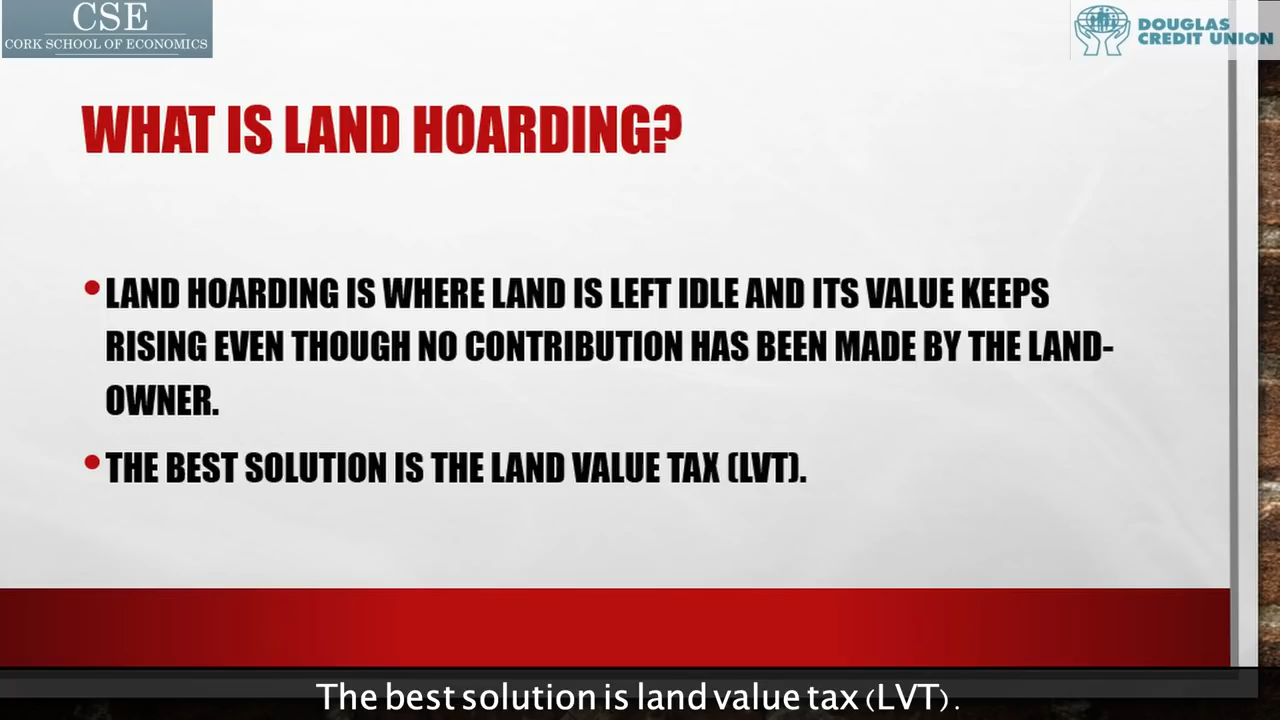 CSE
CORK SCHOOL OF ECONOMICS
DOUGLAS
CREDIT UNION
WHAT IS LAND HOARDING?
•LAND HOARDING IS WHERE LAND IS LEFT IDLE AND ITS VALUE KEEPS
RISING EVEN THOUGH NO CONTRIBUTION HAS BEEN MADE BY THE LAND-
OWNER.
•THE BEST SOLUTION IS THE LAND VALUE TAX (LVT).
The best solution is land value tax (LVT).